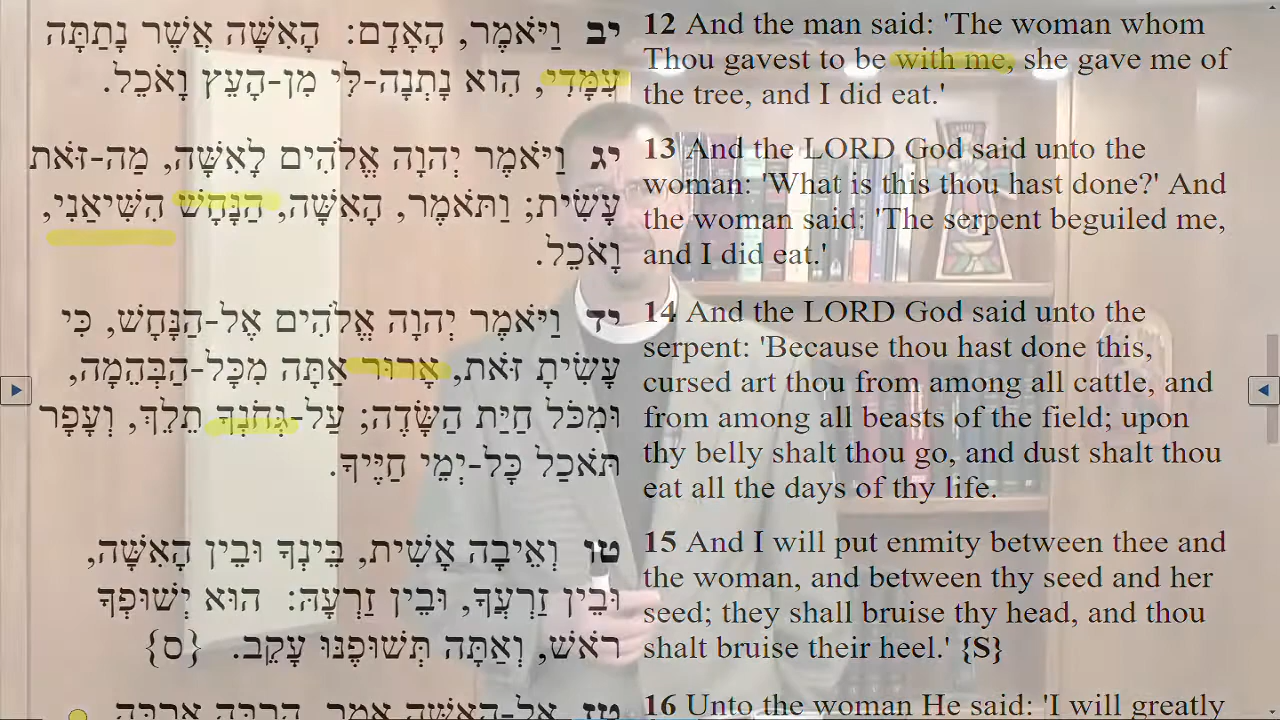 יב וַיֹּאמֶר, הָאָדָם: הָאִשָּׁה אֲשֶׁר נָתַתָּה
עִמָּדִי, הִוא נָתְנָה-לִּי מִן-הָעֵץ וָאֹכֵל.
12 And the man said: 'The woman whom
Thou gavest to be with me, she gave me of
the tree, and I did eat.'
יג וַיֹּאמֶר יְהוָה אֱלֹהִים לָאִשָּׁה, מַה-זֹּאת
עָשִׂית; וַתֹּאמֶר, הָאִשָּׁה, הַנָּחָשׁ הִשִּׁיאַנִי,
וָאֹכֵל.
13 And the LORD God said unto the
woman: 'What is this thou hast done?' And
the woman said: 'The serpent beguiled me,
and I did eat.'
יד וַיֹּאמֶר יְהוָה אֱלֹהִים אֶל-הַנָּחָשׁ, כִּי
עָשִׂיתָ זֹּאת, אָרוּר אַתָּה מִכָּל-הַבְּהֵמָה,
וּמִכֹּל חַיַּת הַשָּׂדֶה; עַל-גְּחֹנְךָ תֵלֵךְ, וְעָפָר
תֹּאכַל כָּל-יְמֵי חַיֶּיךָ.
14 And the LORD God said unto the
serpent: 'Because thou hast done this,
cursed art thou from among all cattle, and
from among all beasts of the field; upon
thy belly shalt thou go, and dust shalt thou
eat all the days of thy life.
טו וְאֵיבָה אָשִׁית, בֵּינְךָ וּבֵין הָאִשָּׁה,
וּבֵין זַרְעֲךָ, וּבֵין זַרְעָהּ: הוּא יְשׁוּפְךָ
רֹאשׁ, וְאַתָּה תְּשׁוּפֶנּוּ עָקֵב. {ס}
15 And I will put enmity between thee and
the woman, and between thy seed and her
seed; they shall bruise thy head, and thou
shalt bruise their heel.' {S}
טז אֶל-הָאִשָּׁה אָמַר, הַרְבָּה אַרְבֶּה
16 Unto the woman He said: 'I will greatly